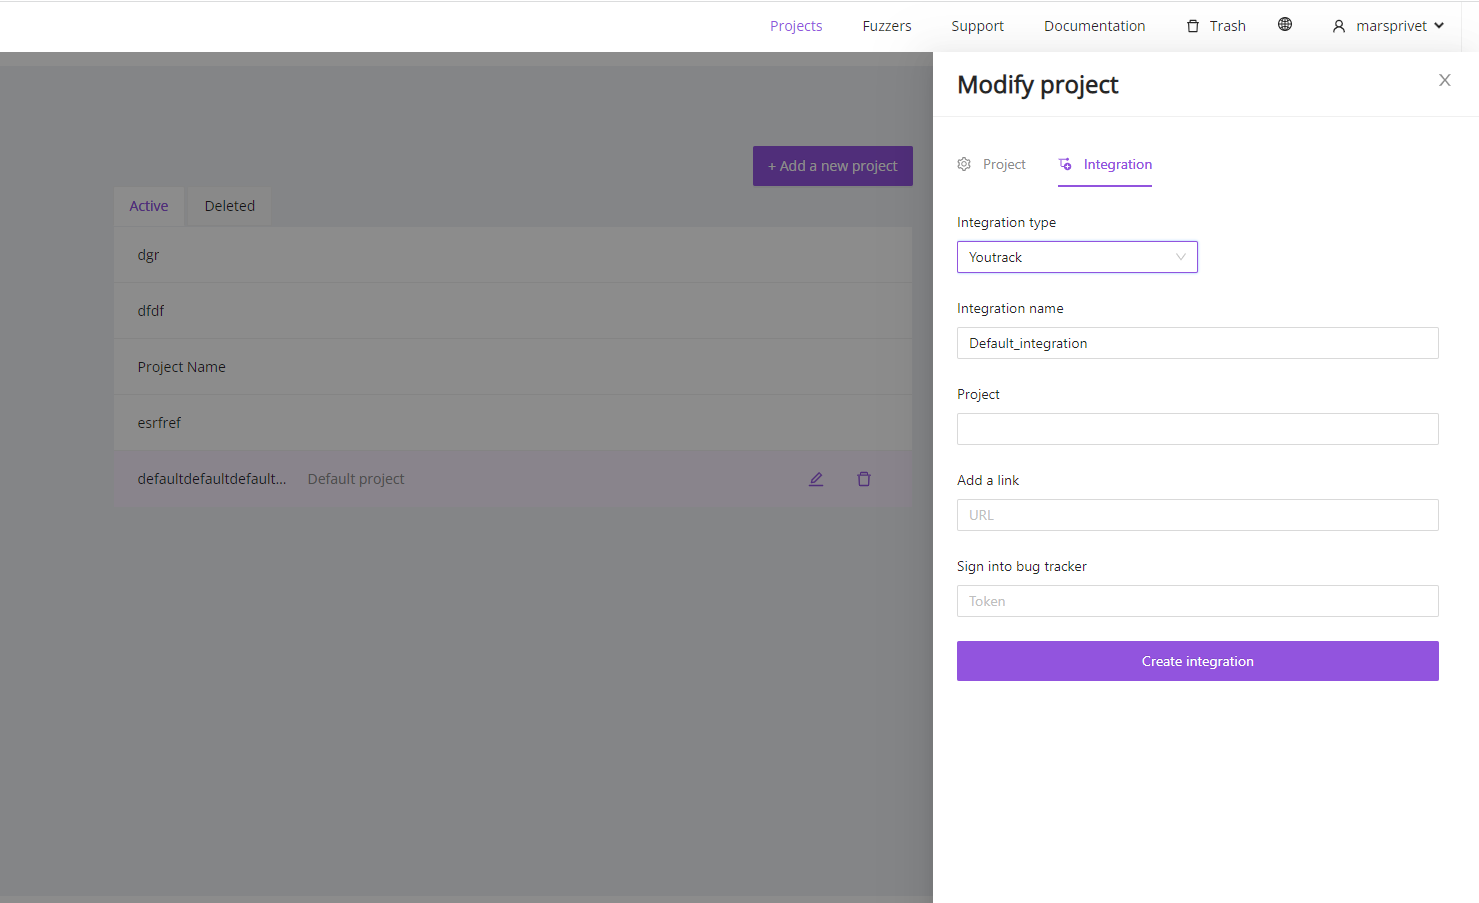 Projects Fuzzers Support Documentation Trash marsprivet
Modify project
Project Integration
+ Add a new project
Active Deleted
dgr
dfdf
Project Name
esrfref
defaultdefaultdefault... Default project
Integration type
Youtrack
Integration name
Default_integration
Project
Add a link
URL
Sign into bug tracker
Token
Create integration